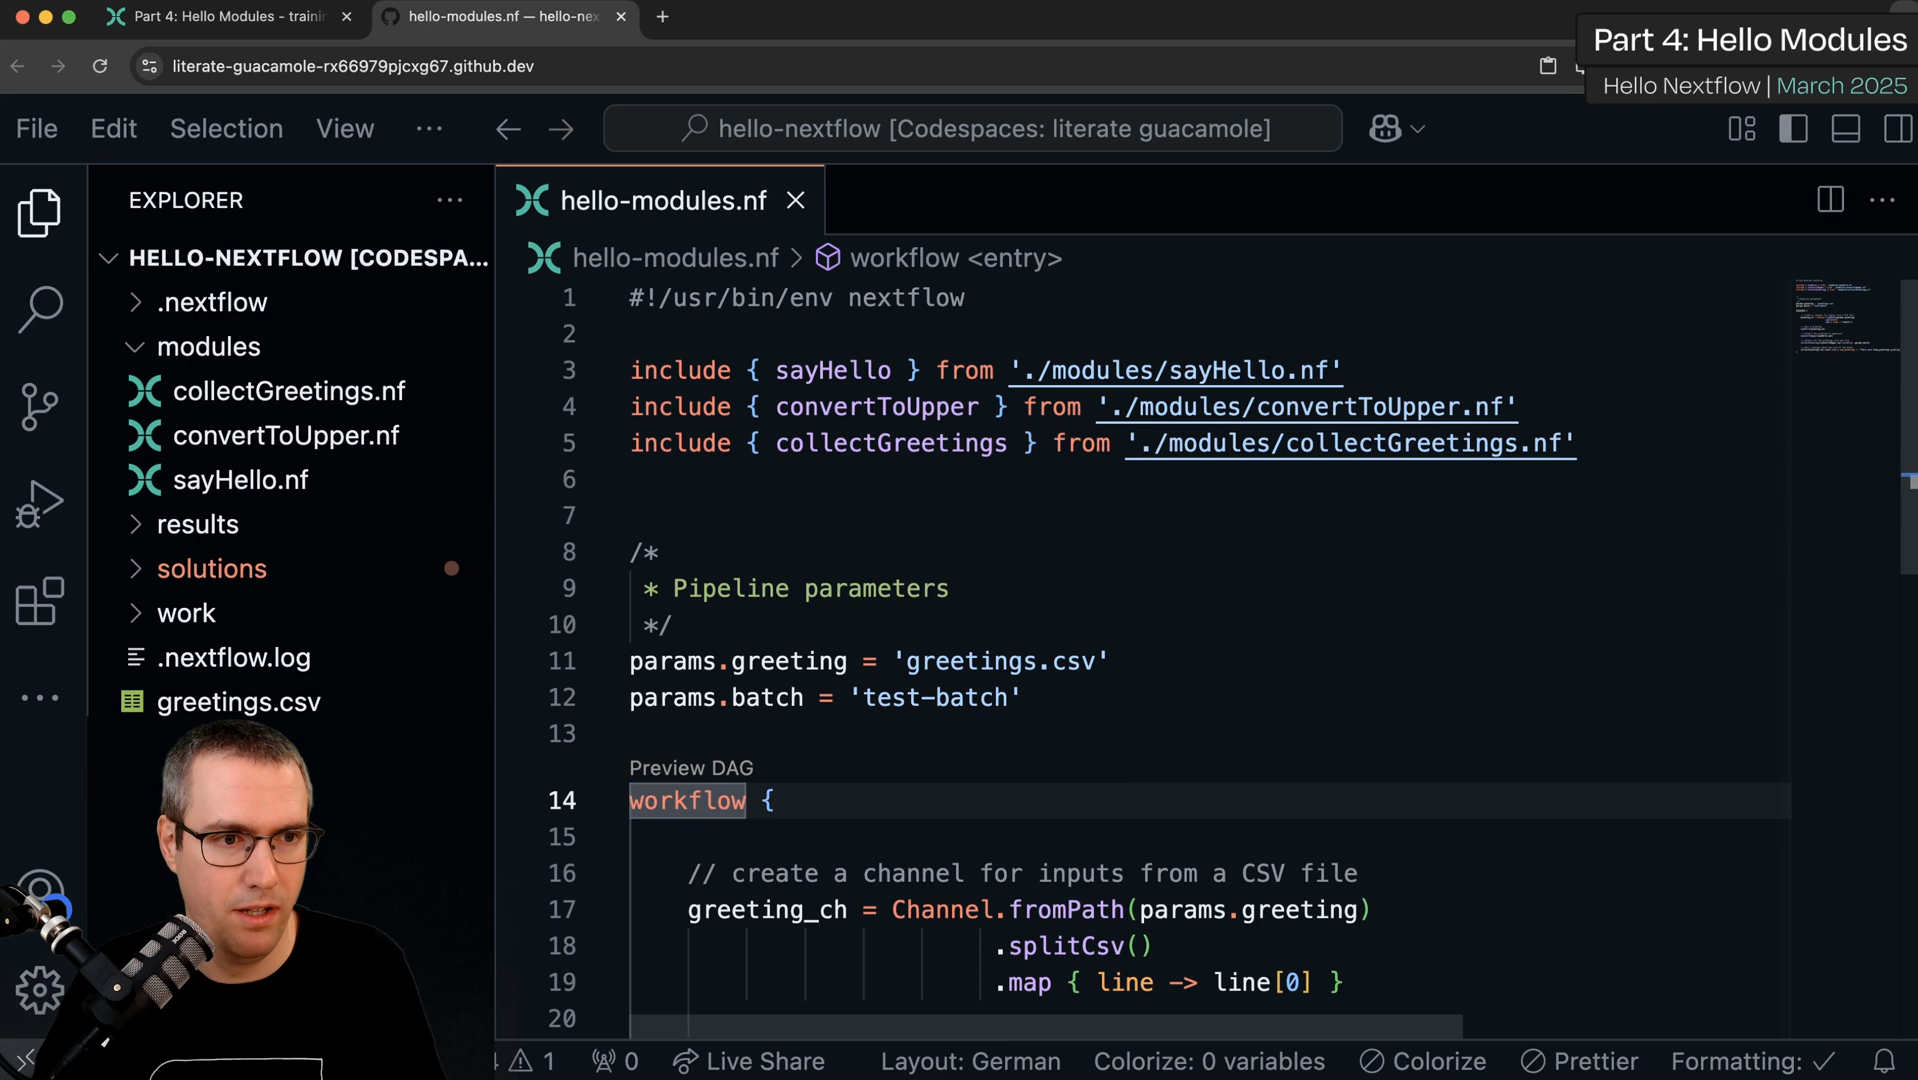 Part 4: Hello Modules - traini
hello-modules.nf — hello-nex
Part 4: Hello Modules
literate-guacamole-rx66979pjcxg67.github.dev
Hello Nextflow | March 2025
File Edit Selection View ...
hello-nextflow [Codespaces: literate guacamole]
EXPLORER
hello-modules.nf
HELLO-NEXTFLOW [CODESPA...
hello-modules.nf > workflow <entry>
.nextflow
modules
collectGreetings.nf
convertToUpper.nf
sayHello.nf
results
solutions
work
.nextflow.log
greetings.csv
1 #!/usr/bin/env nextflow
2
3 include { sayHello } from './modules/sayHello.nf'
4 include { convertToUpper } from './modules/convertToUpper.nf'
5 include { collectGreetings } from './modules/collectGreetings.nf'
6
7
8 /*
9 * Pipeline parameters
10 */
11 params.greeting = 'greetings.csv'
12 params.batch = 'test-batch'
13
Preview DAG
14 workflow {
15
16 // create a channel for inputs from a CSV file
17 greeting_ch = Channel.fromPath(params.greeting)
18 .splitCsv()
19 .map { line -> line[0] }
20
1 0 Live Share Layout: German Colorize: 0 variables Colorize Prettier Formatting: ✓
RODE